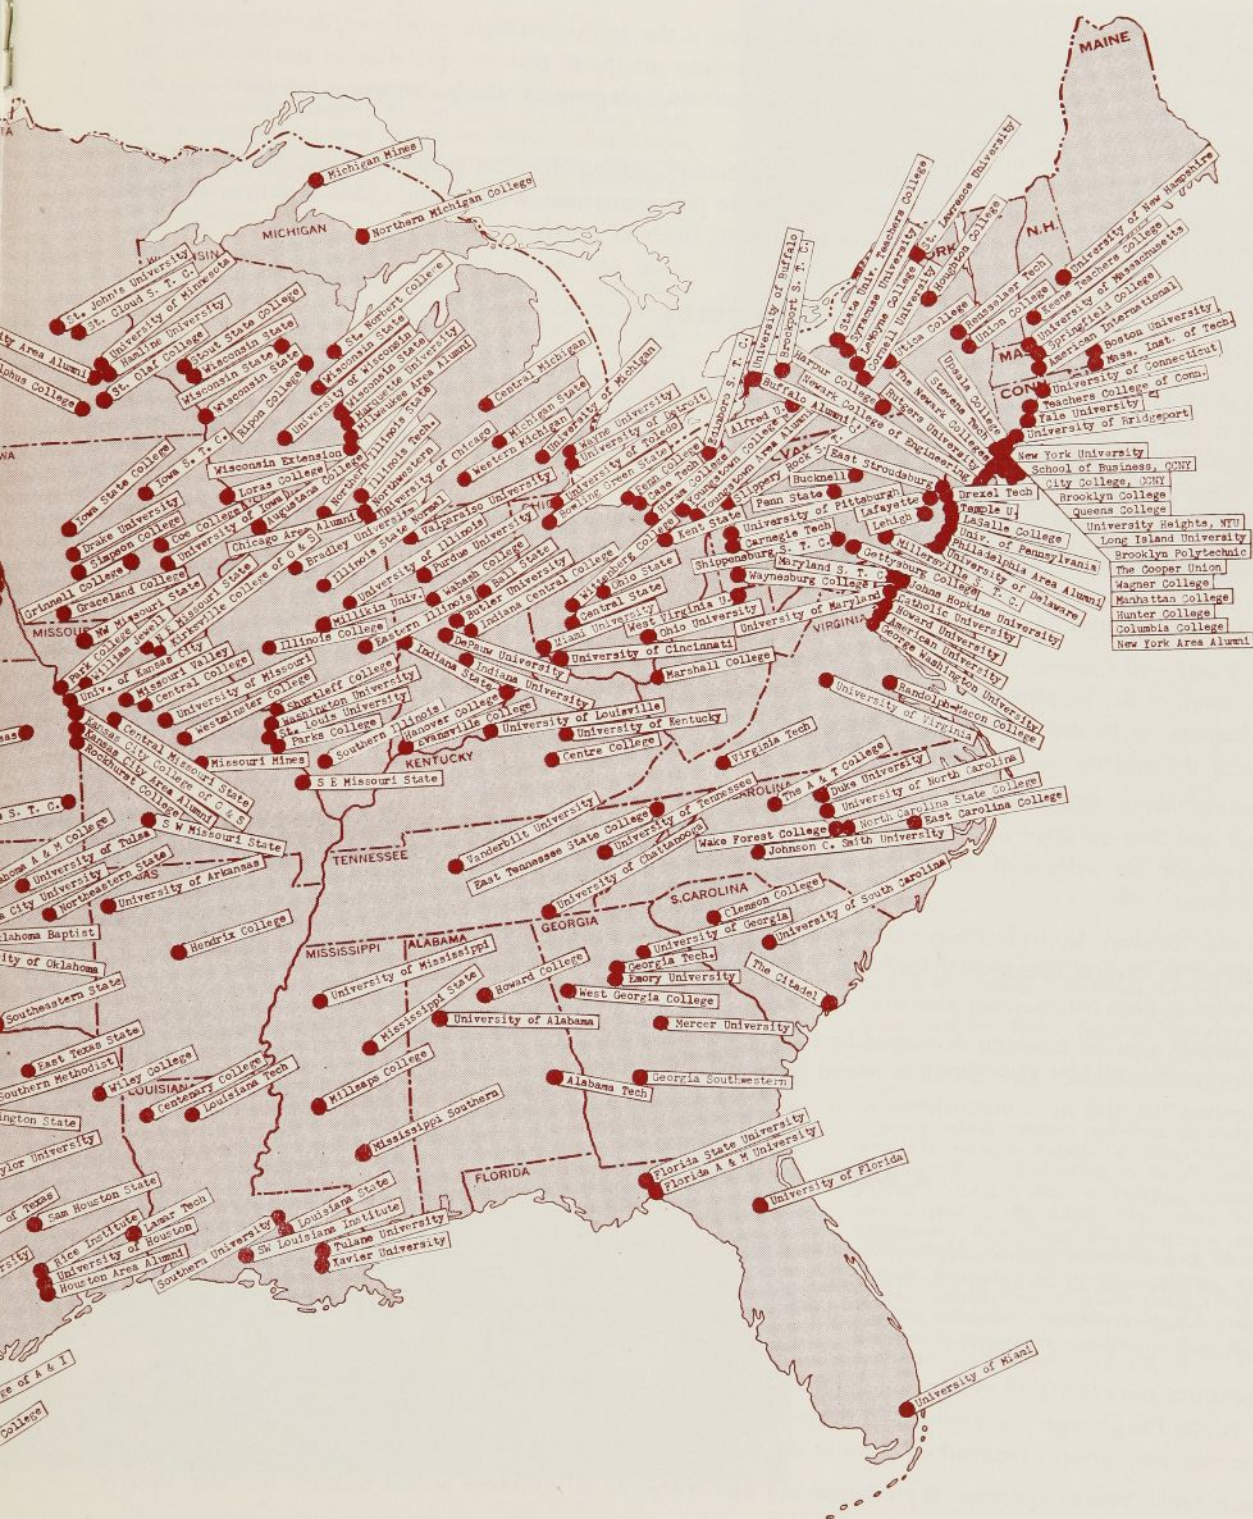 MAINE
Michigan Mines
Northern Michigan College
MICHIGAN
N.H.
State Univ. Teachers College
St. Lawrence University
Syracuse University
Wayne College
Cornell University
Houghton College
University of New Hampshire
Keene Teachers College
University of Massachusetts
Springfield College
American International
Rensselaer Tech
Union College
Utica College
Boston University
Mass. Inst. of Tech.
University of Connecticut
Teachers College of Conn.
Yale University
University of Bridgeport
CONN
University of Buffalo
Brockport S. T. C.
Harpur College
Newark College of Engineering
Buffalo Alumni
Alfred U.
Edinboro S. T. C.
Upsala College
Stevens Tech
The Newark Colleges
Rutgers University
New York University
School of Business, CCNY
City College, CCNY
Brooklyn College
Queens College
University Heights, NYU
Long Island University
Brooklyn Polytechnic
The Cooper Union
Wagner College
Manhattan College
Hunter College
Columbia College
New York Area Alumni
Drexel Tech
Temple U.
LaSalle College
Univ. of Pennsylvania
Philadelphia Area Alumni
University of Delaware
Millersville S. T. C.
Gettysburg College
Johns Hopkins University
Catholic University
Howard University
American University
George Washington University
East Stroudsburg
Bucknell
Penn State
Lafayette
Lehigh
University of Pittsburgh
Carnegie Tech
Shippensburg S. T. C.
Maryland S. T. C.
Waynesburg College
West Virginia U.
University of Maryland
VIRGINIA
Slippery Rock S. T.
Youngstown College
Youngstown Area Alumni
Hiram College
Case Tech
Fenn College
Kent State
St. John's University
St. Cloud S. T. C.
University of Minnesota
Hamline University
St. Olaf College
Stout State College
Wisconsin State
Wisconsin State
Wisconsin State
Ripon College
St. Norbert College
Wisconsin State
University of Wisconsin
Wisconsin State
Marquette University
Milwaukee Area Alumni
Wisconsin Extension
Central Michigan
Michigan State
Western Michigan
University of Michigan
Wayne University
University of Detroit
University of Toledo
Bowling Green State
Iowa State College
Iowa S. T. C.
Loras College
Drake University
Simpson College
Coe College
University of Iowa
Augustana College
Grinnell College
Graceland College
Northern Illinois State
Illinois Tech.
Northwestern
University of Chicago
Chicago Area Alumni
Valparaiso University
Bradley University
Illinois State Normal
University of Illinois
Purdue University
Millikin Univ.
Wabash College
Ball State
Butler University
Indiana Central College
Eastern Illinois
Illinois College
DePauw University
Indiana State
Indiana University
Wittenberg College
Ohio State
Central State
Miami University
Ohio University
University of Cincinnati
Marshall College
NW Missouri State
N E Missouri State
Kirksville College of O & S
Park College
William Jewell
Univ. of Kansas City
Missouri Valley
Central College
University of Missouri
Westminster College
Shurtleff College
Washington University
St. Louis University
Parks College
Southern Illinois
Hanover College
Evansville College
University of Louisville
University of Kentucky
Centre College
KENTUCKY
Central Missouri State
Kansas City College of O & S
Kansas City Area Alumni
Rockhurst College
Missouri Mines
S E Missouri State
S W Missouri State
University of Virginia
Randolph-Macon College
Virginia Tech
The A & T College
Duke University
University of North Carolina
North Carolina State College
East Carolina College
Wake Forest College
Johnson C. Smith University
Vanderbilt University
East Tennessee State College
University of Tennessee
University of Chattanooga
TENNESSEE
S.CAROLINA
Clemson College
University of South Carolina
The Citadel
University of Georgia
Georgia Tech.
Emory University
West Georgia College
GEORGIA
Mercer University
Georgia Southwestern
Alabama Tech
ALABAMA
MISSISSIPPI
University of Mississippi
Mississippi State
Howard College
University of Alabama
Millsaps College
Mississippi Southern
University of Tulsa
Northeastern State
University of Arkansas
Hendrix College
Southeastern State
East Texas State
Southern Methodist
Wiley College
Centenary College
Louisiana Tech
Sam Houston State
Lamar Tech
Rice Institute
University of Houston
Houston Area Alumni
Southern University
Louisiana State
SW Louisiana Institute
Tulane University
Xavier University
FLORIDA
Florida State University
Florida A & M University
University of Florida
University of Miami